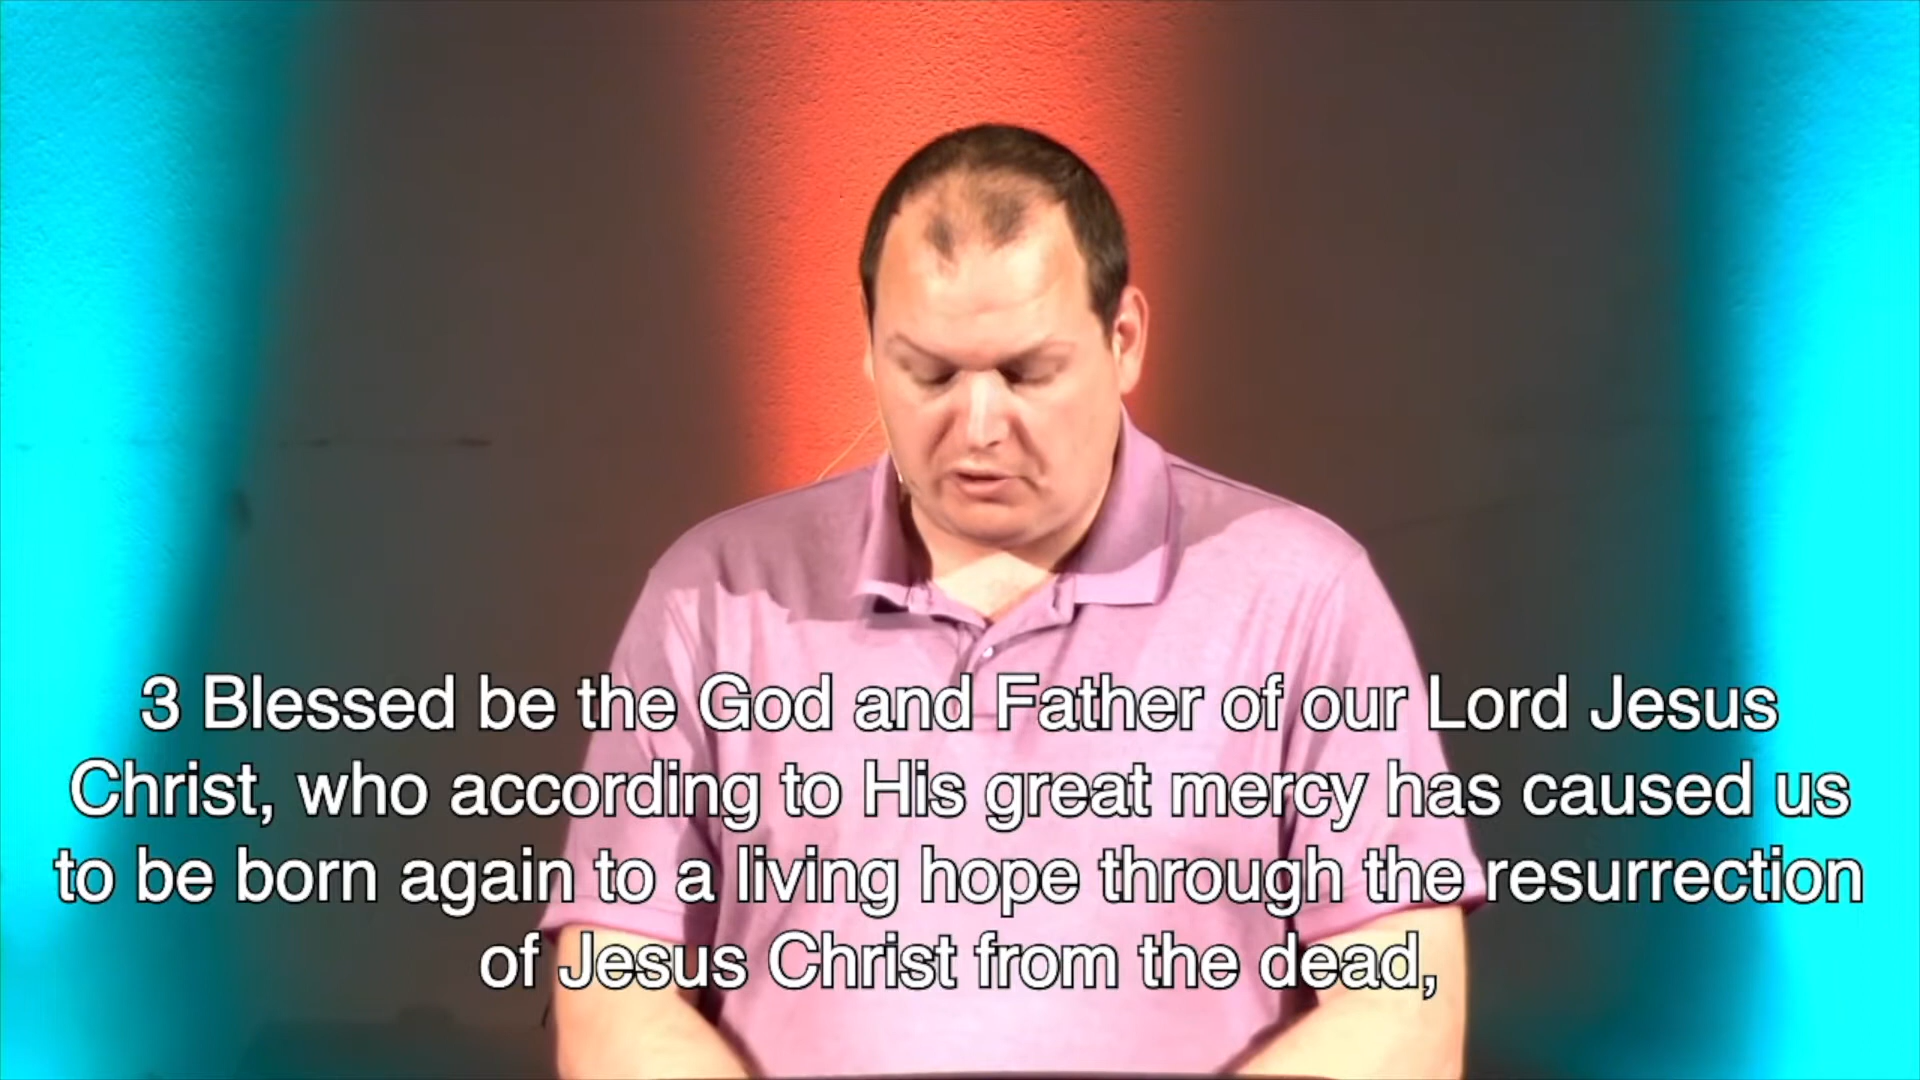 3 Blessed be the God and Father of our Lord Jesus
Christ, who according to His great mercy has caused us
to be born again to a living hope through the resurrection
of Jesus Christ from the dead,